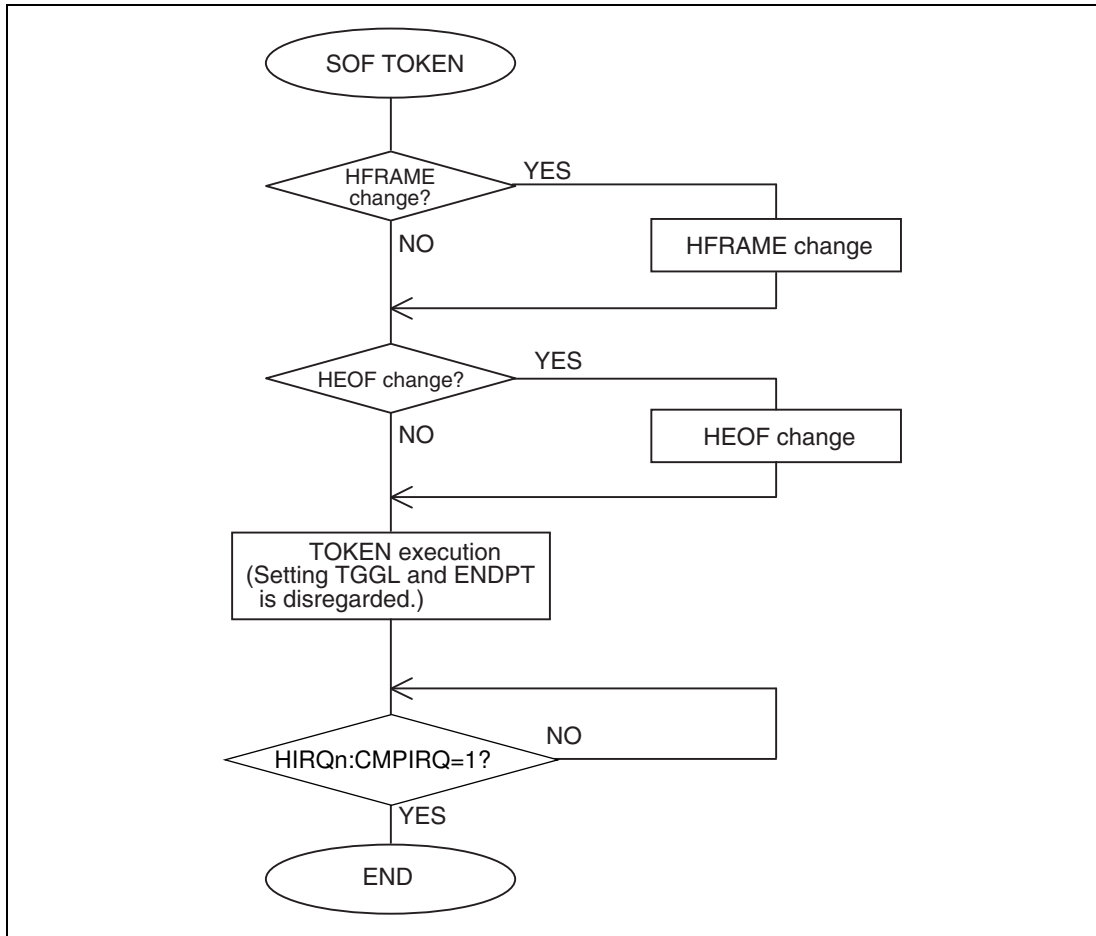 SOF TOKEN
HFRAME
change?
YES
NO
HFRAME change
HEOF change?
YES
NO
HEOF change
TOKEN execution
(Setting TGGL and ENDPT
is disregarded.)
HIRQn:CMPIRQ=1?
NO
YES
END